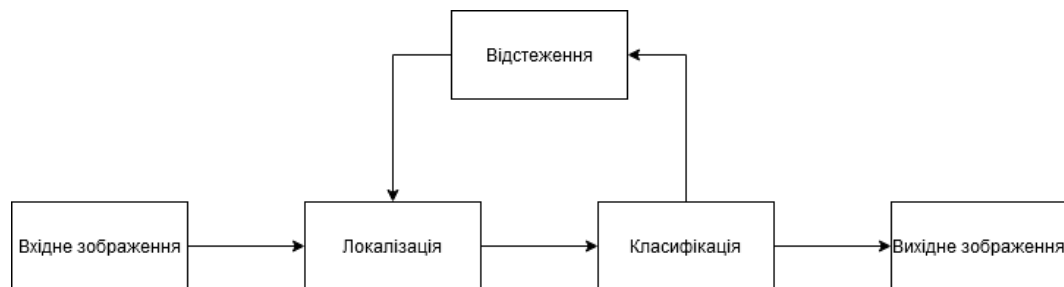 Відстеження
Вхідне зображення
Локалізація
Класифікація
Вихідне зображення